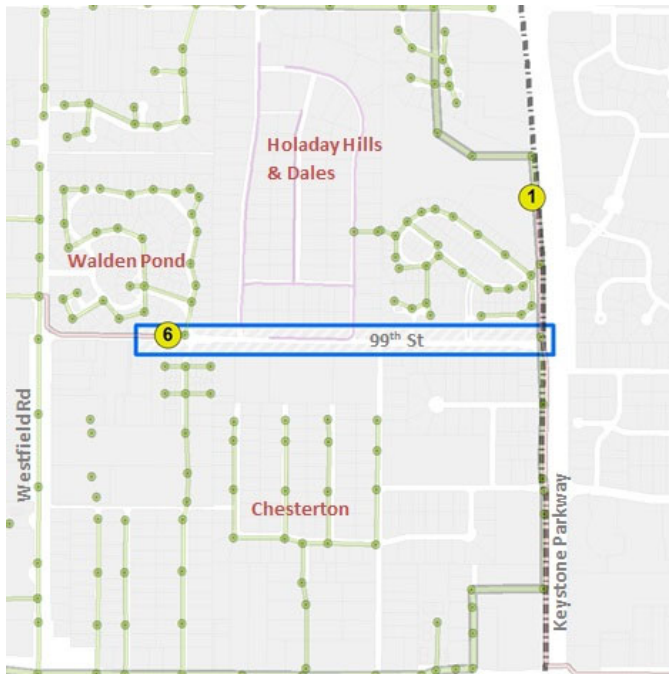 Holaday Hills
& Dales
1
Walden Pond
6
99th St
Westfield Rd
Chesterton
Keystone Parkway